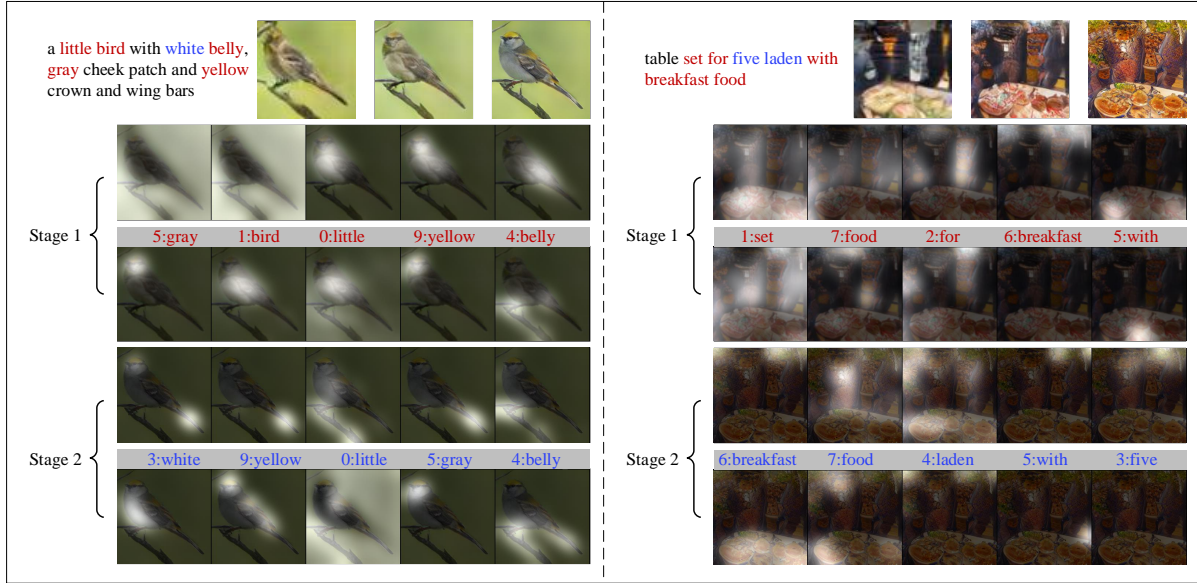 a little bird with white belly,
gray cheek patch and yellow
crown and wing bars
Stage 1
5:gray 1:bird 0:little 9:yellow 4:belly
Stage 2
3:white 9:yellow 0:little 5:gray 4:belly
table set for five laden with
breakfast food
Stage 1
1:set 7:food 2:for 6:breakfast 5:with
Stage 2
6:breakfast 7:food 4:laden 5:with 3:five